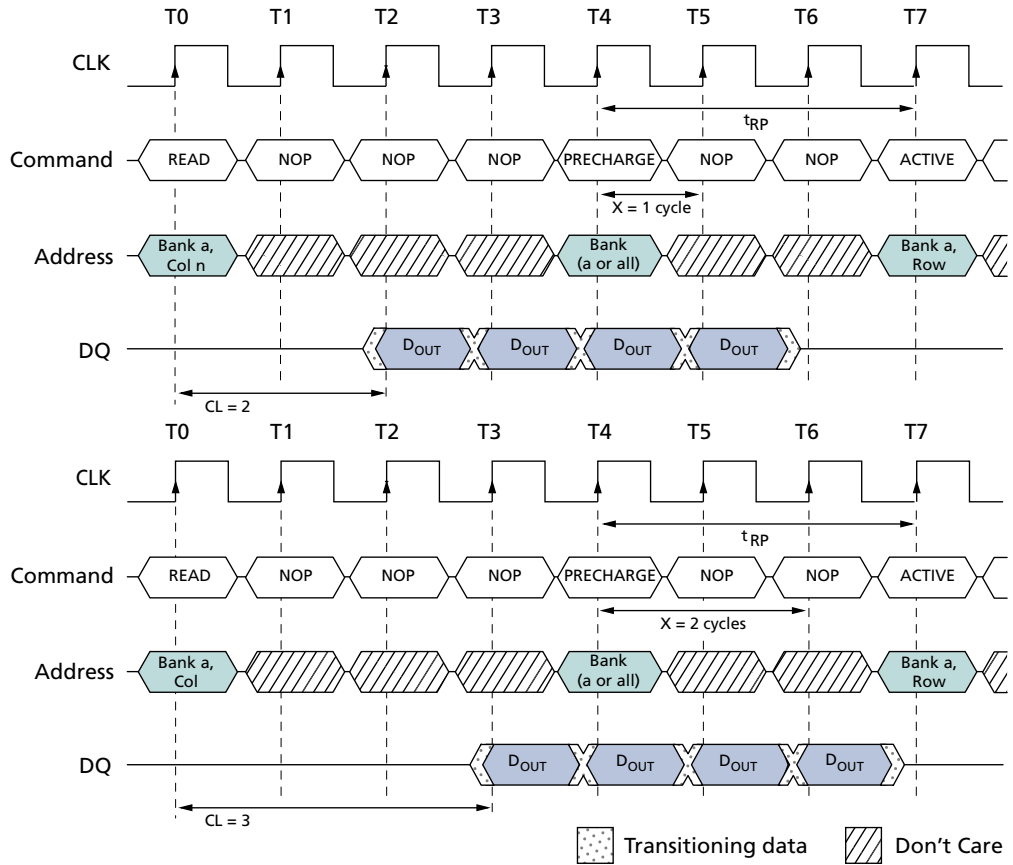 T0 T1 T2 T3 T4 T5 T6 T7
CLK
tRP
Command READ NOP NOP NOP PRECHARGE NOP NOP ACTIVE
X = 1 cycle
Address Bank a, Col n Bank (a or all) Bank a, Row
DQ DOUT DOUT DOUT DOUT
CL = 2
T0 T1 T2 T3 T4 T5 T6 T7
CLK
tRP
Command READ NOP NOP NOP PRECHARGE NOP NOP ACTIVE
X = 2 cycles
Address Bank a, Col Bank (a or all) Bank a, Row
DQ DOUT DOUT DOUT DOUT
CL = 3
Transitioning data Don't Care